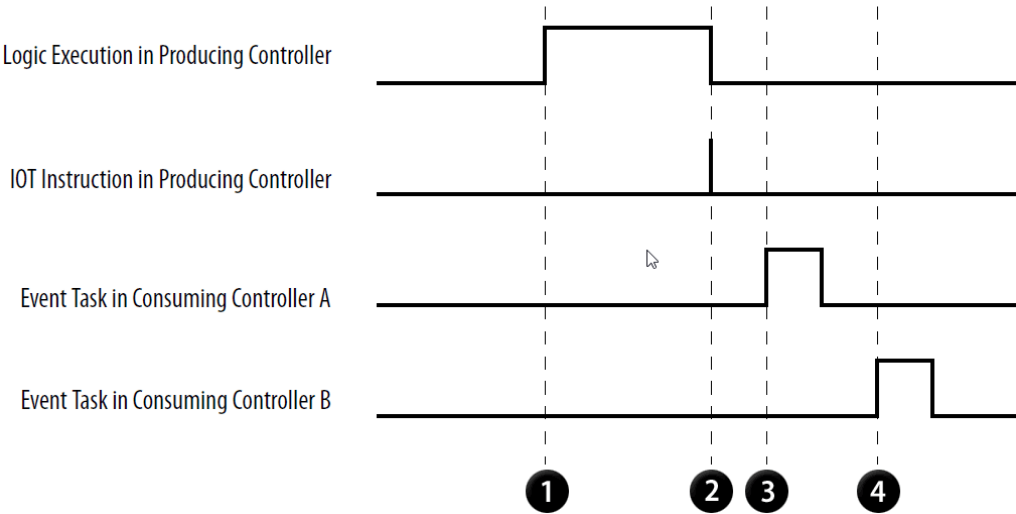 Logic Execution in Producing Controller
IOT Instruction in Producing Controller
Event Task in Consuming Controller A
Event Task in Consuming Controller B
1 2 3 4